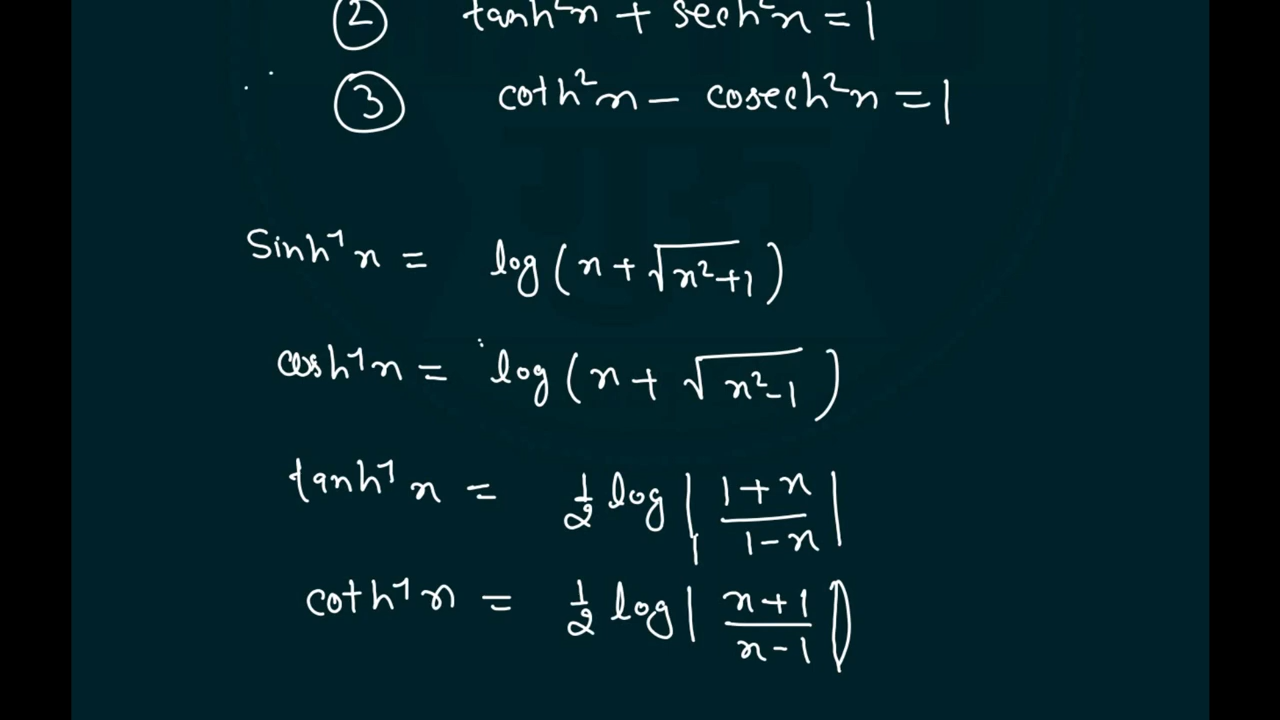 ② tanh²x + sech²x = 1
③ coth²x – cosech²x = 1
Sinh⁻¹x = log(x + √x²+1)
cosh⁻¹x = log(x + √x²-1)
tanh⁻¹x = 1/2 log|1+x/1-x|
coth⁻¹x = 1/2 log|x+1/x-1|